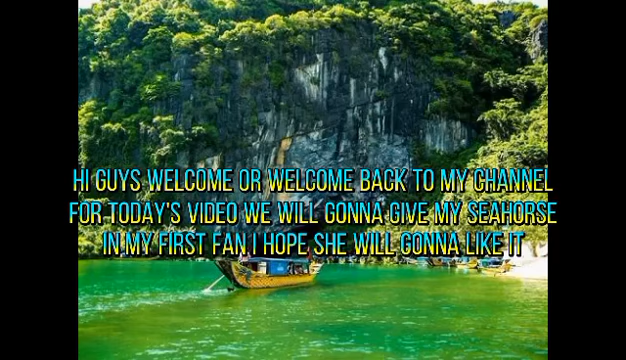 HI GUYS WELCOME OR WELCOME BACK TO MY CHANNEL
FOR TODAY'S VIDEO WE WILL GONNA GIVE MY SEAHORSE
IN MY FIRST FAN I HOPE SHE WILL GONNA LIKE IT